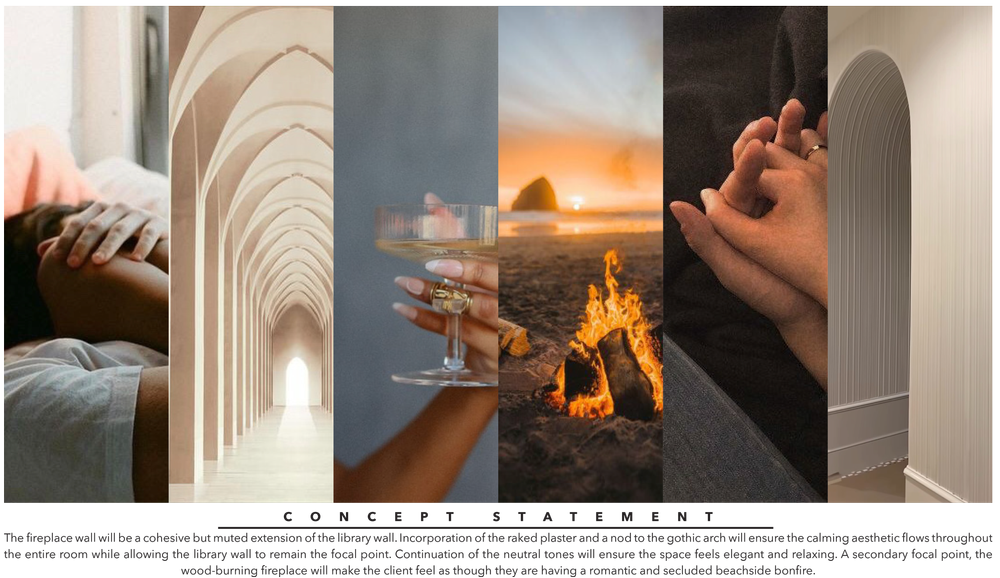 CONCEPT STATEMENT
The fireplace wall will be a cohesive but muted extension of the library wall. Incorporation of the raked plaster and a nod to the gothic arch will ensure the calming aesthetic flows throughout
the entire room while allowing the library wall to remain the focal point. Continuation of the neutral tones will ensure the space feels elegant and relaxing. A secondary focal point, the
wood-burning fireplace will make the client feel as though they are having a romantic and secluded beachside bonfire.